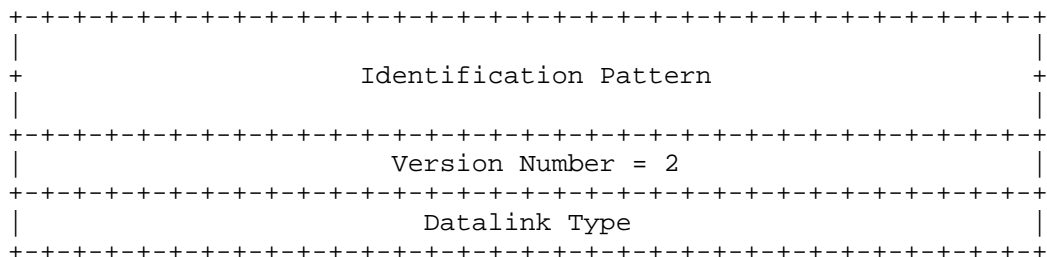 +-+-+-+-+-+-+-+-+-+-+-+-+-+-+-+-+-+-+-+-+-+-+-+-+-+-+-+-+-+-+-+-+
|                                                               |
+                     Identification Pattern                    +
|                                                               |
+-+-+-+-+-+-+-+-+-+-+-+-+-+-+-+-+-+-+-+-+-+-+-+-+-+-+-+-+-+-+-+-+
|                       Version Number = 2                      |
+-+-+-+-+-+-+-+-+-+-+-+-+-+-+-+-+-+-+-+-+-+-+-+-+-+-+-+-+-+-+-+-+
|                         Datalink Type                         |
+-+-+-+-+-+-+-+-+-+-+-+-+-+-+-+-+-+-+-+-+-+-+-+-+-+-+-+-+-+-+-+-+